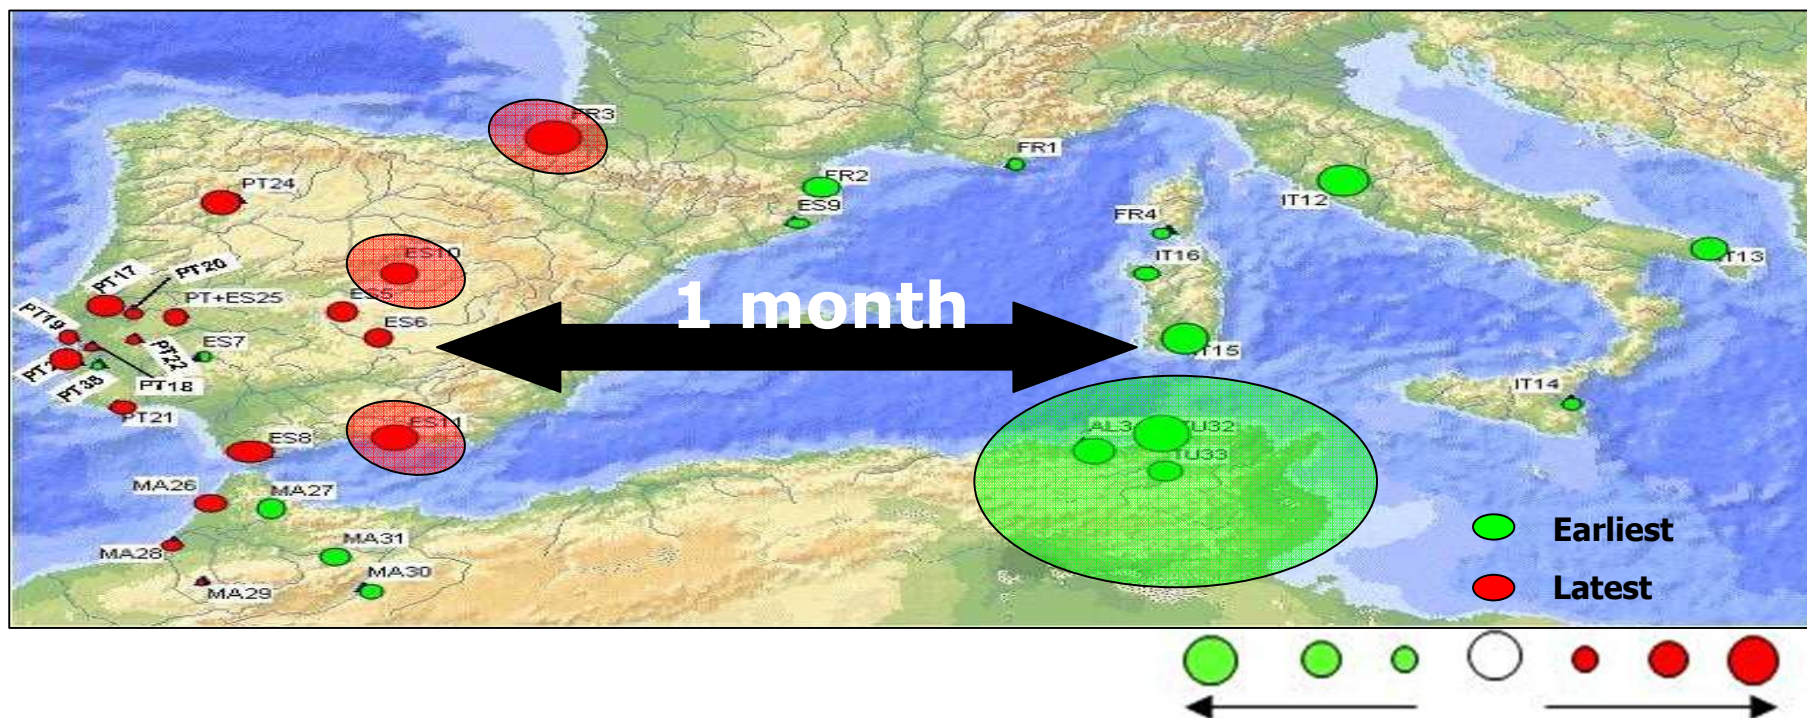 FR3
FR1
PT24
FR2
IT12
ES9
FR4
ES10
IT13
IT16
PT17
PT20
PT+ES25
1 month
PT19
ES6
ES7
PT22
IT15
PT18
IT14
PT21
ES8
ES11
TU32
TU33
MA26
MA27
MA28
MA31
MA30
MA29
Earliest
Latest